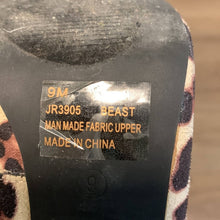 9M
JR3905 BEAST
MAN MADE FABRIC UPPER
MADE IN CHINA